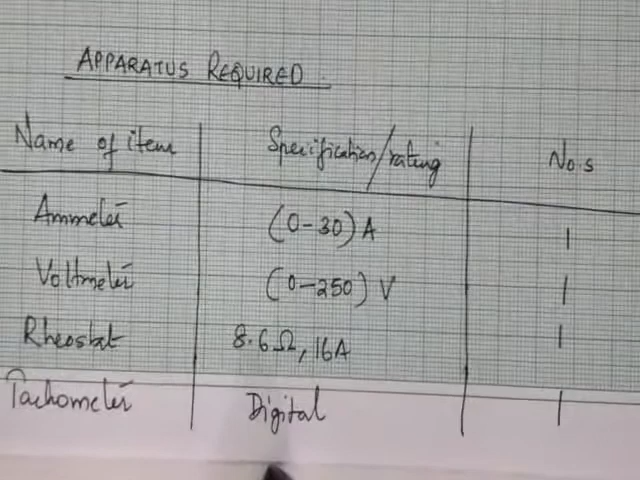 APPARATUS REQUIRED
Name of item Specification/rating No.s
Ammeter (0-30) A 1
Voltmeter (0-250) V 1
Rheostat 8.6Ω, 16A 1
Tachometer Digital 1